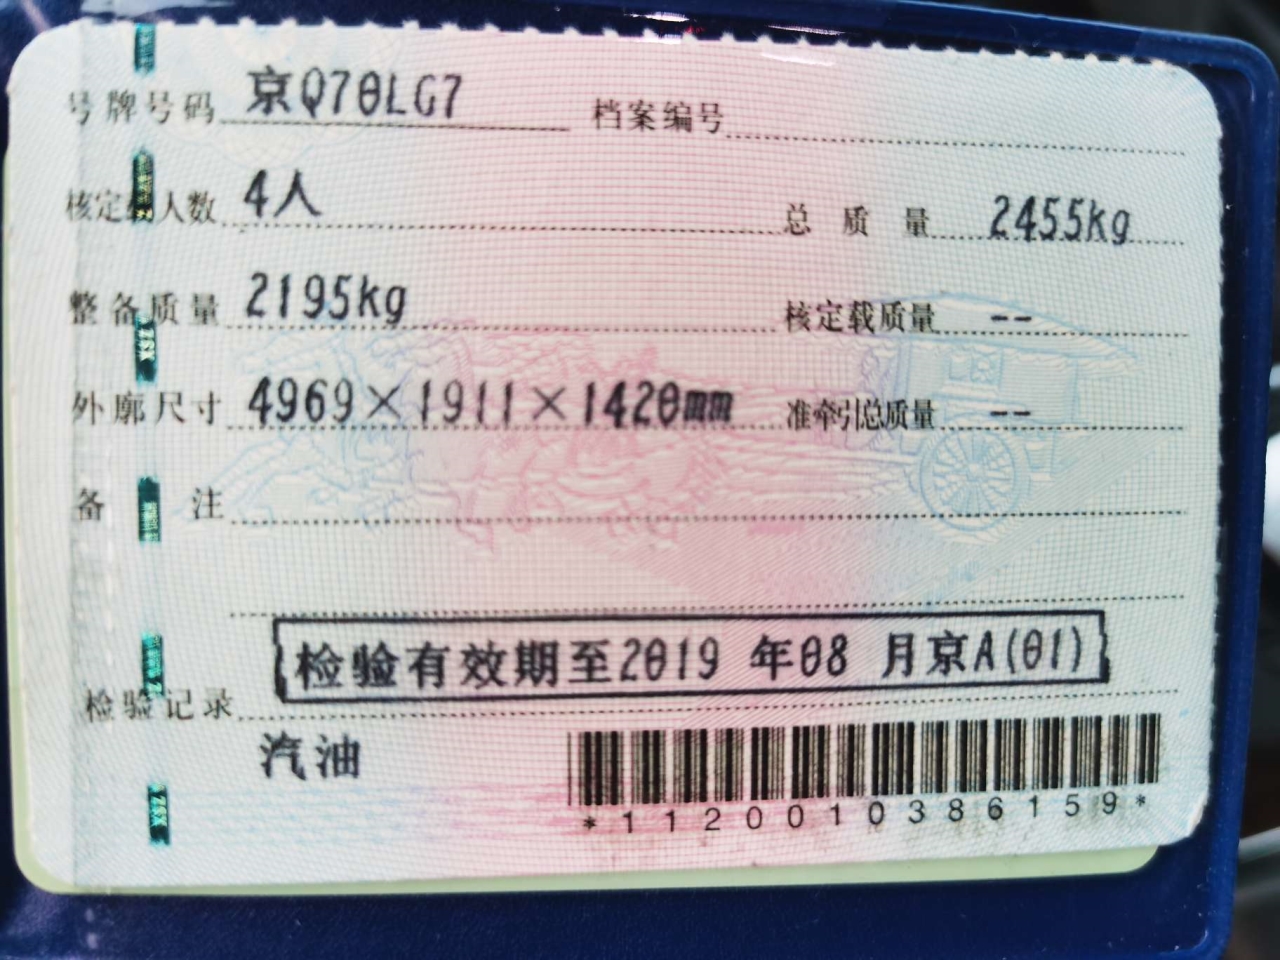 号牌号码 京Q70LG7 档案编号
核定载人数 4人 总质量 2455kg
整备质量 2195kg 核定载质量 --
外廓尺寸 4969×1911×1420mm 准牵引总质量 --
备注
检验有效期至2019 年08 月京A(01)
检验记录
汽油
*1120010386159*